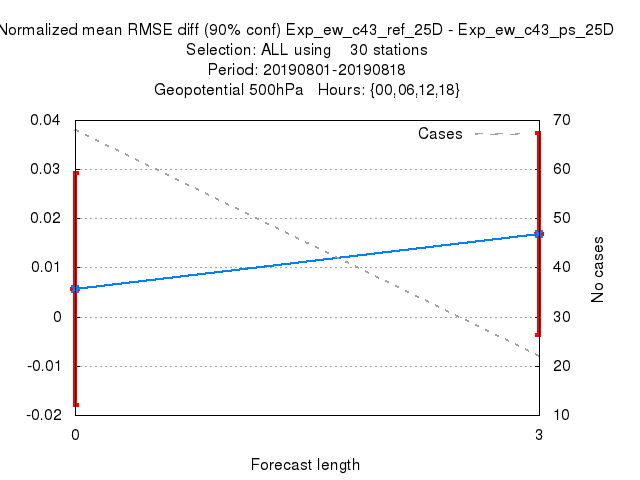 Normalized mean RMSE diff (90% conf) Exp_ew_c43_ref_25D - Exp_ew_c43_ps_25D
Selection: ALL using    30 stations
Period: 20190801-20190818
Geopotential 500hPa   Hours: {00,06,12,18}
Cases
0.04
0.03
0.02
0.01
0
-0.01
-0.02
70
60
50
40
30
20
10
No cases
0
3
Forecast length